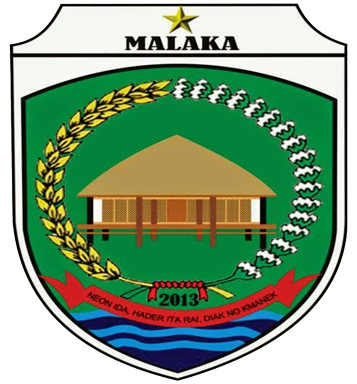 MALAKA
2013
NEON IDA, HADER ITA RAI, DIAK NO KMANEK